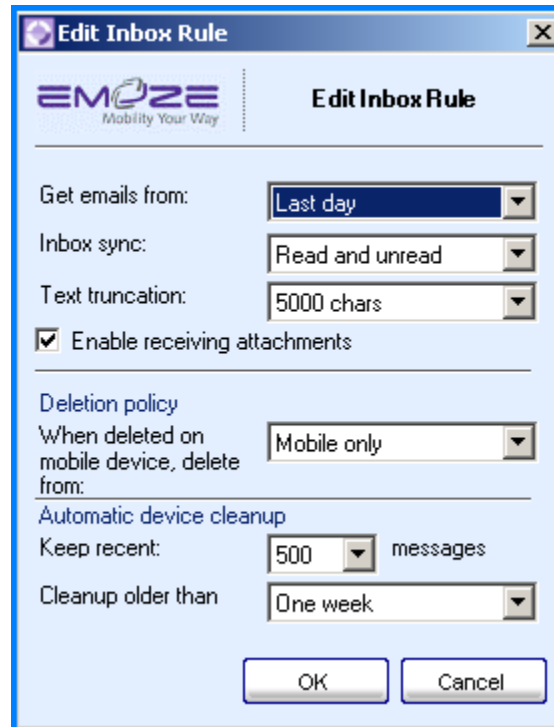 Edit Inbox Rule
EMOZE
Mobility Your Way
Edit Inbox Rule
Get emails from: Last day
Inbox sync: Read and unread
Text truncation: 5000 chars
Enable receiving attachments
Deletion policy
When deleted on
mobile device, delete
from:
Mobile only
Automatic device cleanup
Keep recent: 500 messages
Cleanup older than One week
OK Cancel